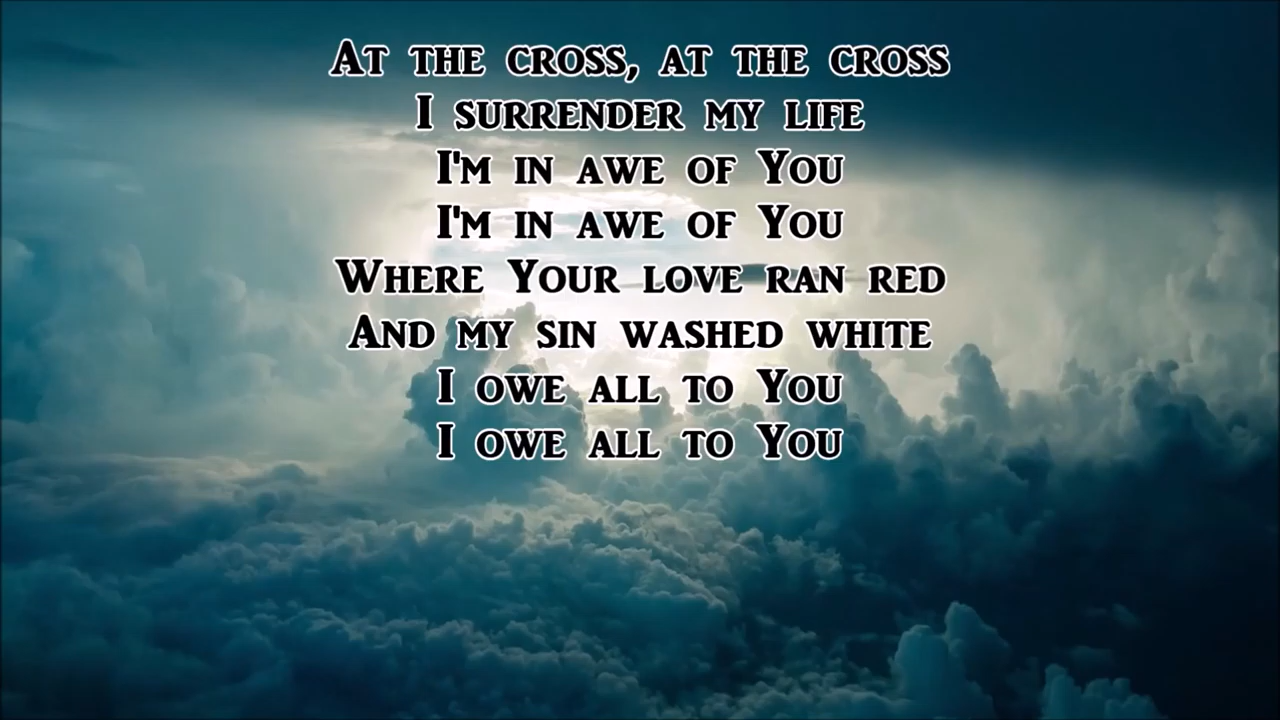 At the cross, at the cross
I surrender my life
I'm in awe of You
I'm in awe of You
Where Your love ran red
And my sin washed white
I owe all to You
I owe all to You